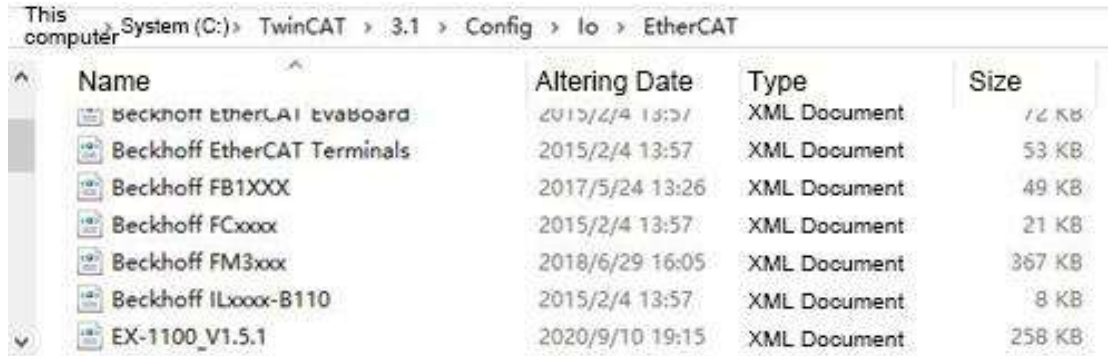 This computer > System (C:) > TwinCAT > 3.1 > Config > Io > EtherCAT
Name Altering Date Type Size
Beckhoff EtherCAT EvaBoard 2015/2/4 13:57 XML Document 72 KB
Beckhoff EtherCAT Terminals 2015/2/4 13:57 XML Document 53 KB
Beckhoff FB1XXX 2017/5/24 13:26 XML Document 49 KB
Beckhoff FCxxxx 2015/2/4 13:57 XML Document 21 KB
Beckhoff FM3xxx 2018/6/29 16:05 XML Document 367 KB
Beckhoff ILxxxx-B110 2015/2/4 13:57 XML Document 8 KB
EX-1100_V1.5.1 2020/9/10 19:15 XML Document 258 KB